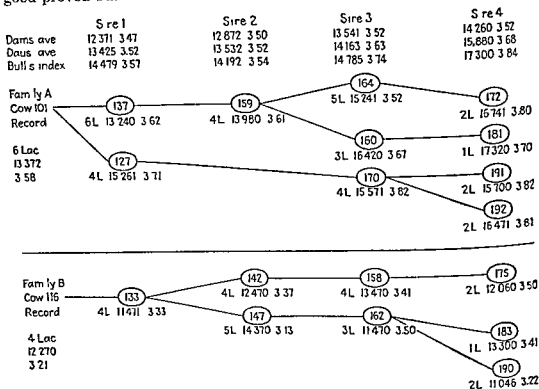 good proven
Sire 1 Sire 2 Sire 3 Sire 4
Dams ave 12 371 3.47 12 872 3.50 13 541 3.52 14 260 3.52
Daus ave 13 425 3.52 13 532 3.52 14 163 3.63 15,880 3.68
Bull s index 14 479 3.57 14 192 3.54 14 785 3.74 17 300 3.84
Fam ly A
Cow 101
Record
6 Lac
13 372
3 58
137
6L 13 240 3 62
159
4L 13 980 3.61
164
5L 15 241 3.52
172
2L 16 741 3.80
160
3L 16 420 3.67
181
1L 17 320 3.70
127
4L 15 261 3 71
170
4L 15 571 3.82
191
2L 15 700 3.82
192
2L 16 471 3.81
Fam ly B
Cow 116
Record
4 Lac
12 270
3 21
133
4L 11 471 3.33
142
4L 12 470 3.37
158
4L 13 470 3.41
175
2L 12 060 3.50
147
5L 14 370 3.13
162
3L 11 470 3.50
183
1L 13 300 3.41
190
2L 11 046 3.22